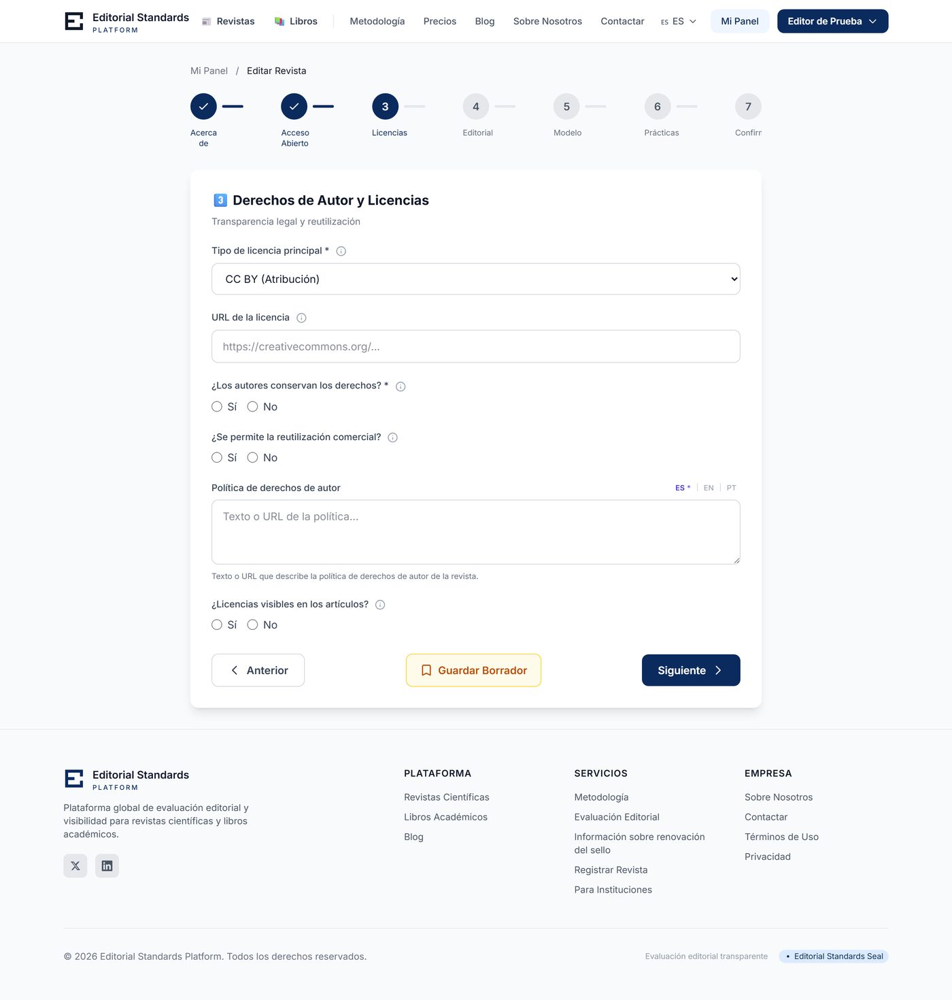 Editorial Standards
PLATFORM
Revistas
Libros
Metodología
Precios
Blog
Sobre Nosotros
Contactar
ES ES
Mi Panel
Editor de Prueba
Mi Panel / Editar Revista
3
4
5
6
7
Acerca de
Acceso Abierto
Licencias
Editorial
Modelo
Prácticas
Confirm
3 Derechos de Autor y Licencias
Transparencia legal y reutilización
Tipo de licencia principal *
CC BY (Atribución)
URL de la licencia
https://creativecommons.org/...
¿Los autores conservan los derechos? *
Sí No
¿Se permite la reutilización comercial?
Sí No
Política de derechos de autor
ES * EN PT
Texto o URL de la política...
Texto o URL que describe la política de derechos de autor de la revista.
¿Licencias visibles en los artículos?
Sí No
Anterior
Guardar Borrador
Siguiente
Editorial Standards
PLATFORM
Plataforma global de evaluación editorial y
visibilidad para revistas científicas y libros
académicos.
PLATAFORMA
Revistas Científicas
Libros Académicos
Blog
SERVICIOS
Metodología
Evaluación Editorial
Información sobre renovación
del sello
Registrar Revista
Para Instituciones
EMPRESA
Sobre Nosotros
Contactar
Términos de Uso
Privacidad
© 2026 Editorial Standards Platform. Todos los derechos reservados.
Evaluación editorial transparente
• Editorial Standards Seal